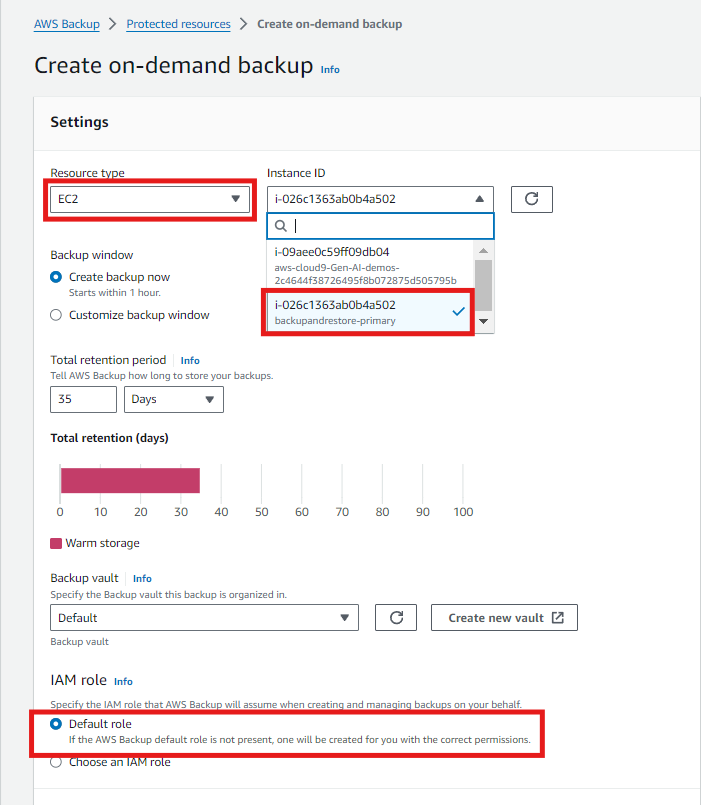 AWS Backup > Protected resources > Create on-demand backup
Create on-demand backup Info
Settings
Resource type
EC2
Instance ID
i-026c1363ab0b4a502
i-09aee0c59ff09db04
aws-cloud9-Gen-AI-demos-
2c4644f38726495f8b072875d505795b
i-026c1363ab0b4a502
backupandrestore-primary
Backup window
Create backup now
Starts within 1 hour.
Customize backup window
Total retention period Info
Tell AWS Backup how long to store your backups.
35 Days
Total retention (days)
0 10 20 30 40 50 60 70 80 90 100
Warm storage
Backup vault Info
Specify the Backup vault this backup is organized in.
Default Create new vault
Backup vault
IAM role Info
Specify the IAM role that AWS Backup will assume when creating and managing backups on your behalf.
Default role
If the AWS Backup default role is not present, one will be created for you with the correct permissions.
Choose an IAM role